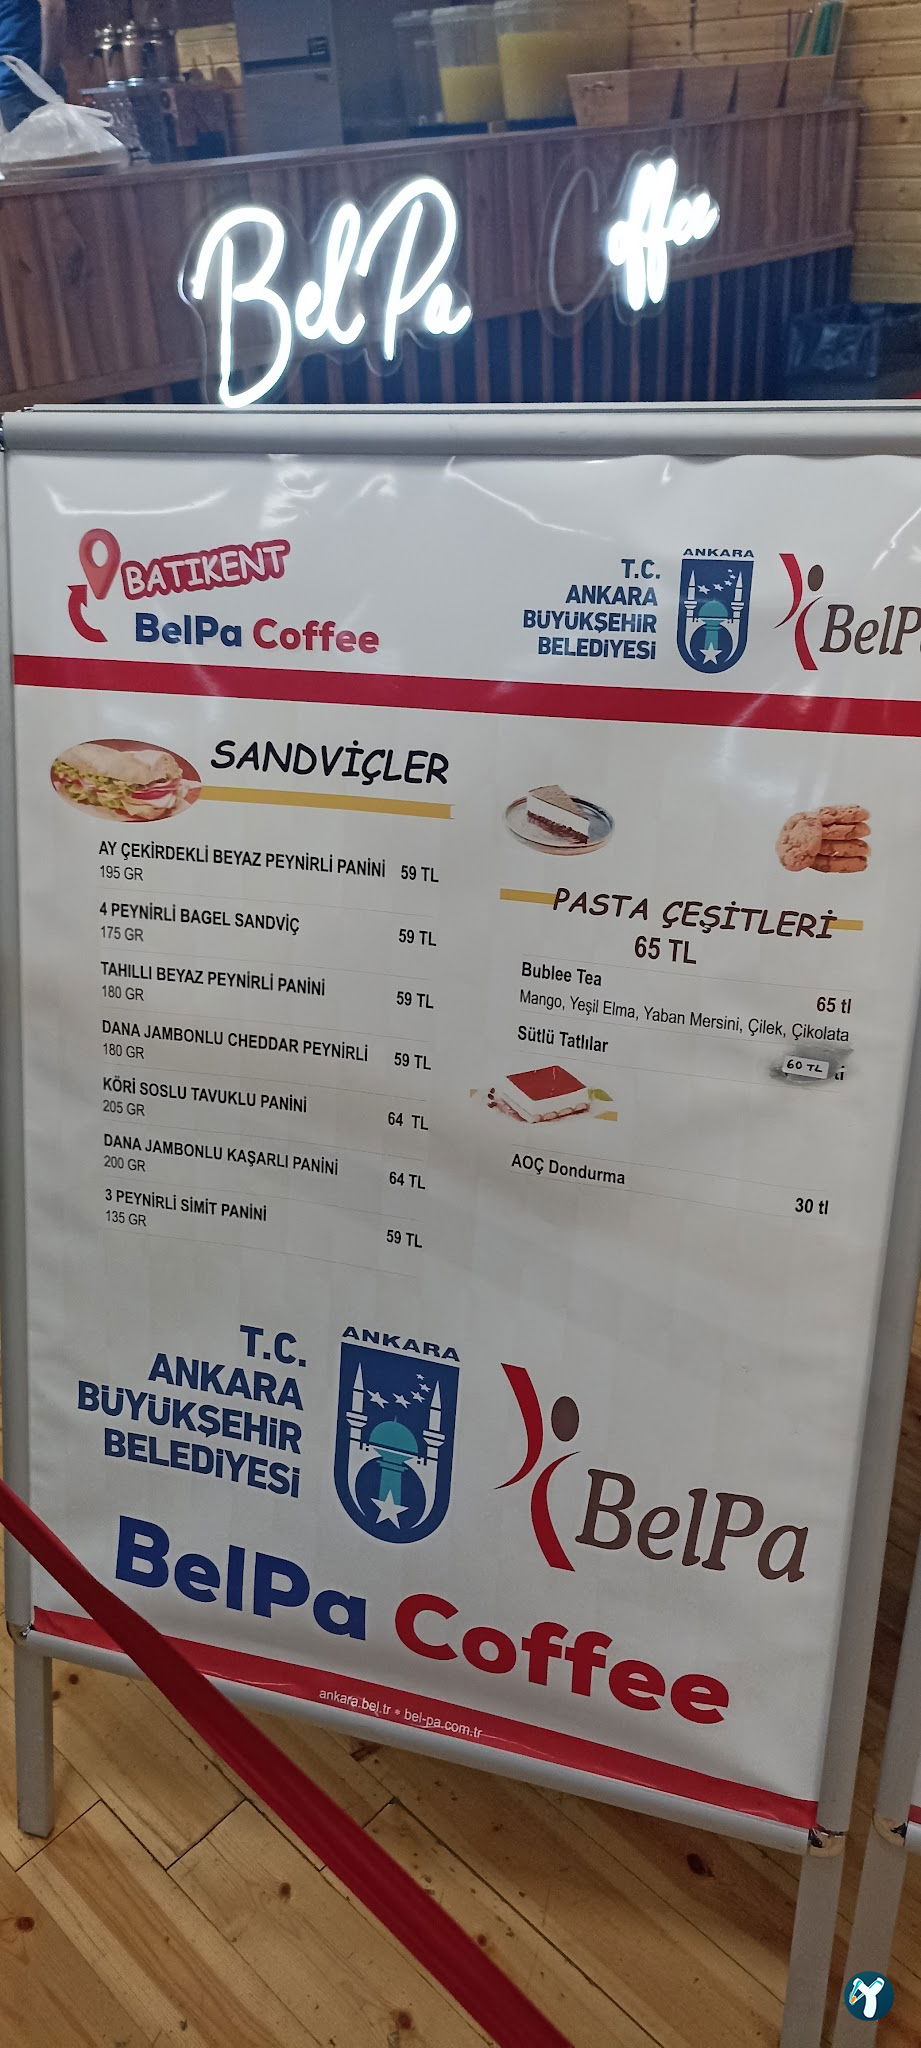 BelPa Coffee
BATIKENT
BelPa Coffee
T.C.
ANKARA
BÜYÜKŞEHİR
BELEDİYESİ
ANKARA
BelP
SANDVİÇLER
AY ÇEKİRDEKLİ BEYAZ PEYNİRLİ PANİNİ 59 TL
195 GR
4 PEYNİRLİ BAGEL SANDVİÇ 59 TL
175 GR
TAHILLI BEYAZ PEYNİRLİ PANİNİ 59 TL
180 GR
DANA JAMBONLU CHEDDAR PEYNİRLİ 59 TL
180 GR
KÖRİ SOSLU TAVUKLU PANİNİ 64 TL
205 GR
DANA JAMBONLU KAŞARLI PANİNİ 64 TL
200 GR
3 PEYNİRLİ SİMİT PANİNİ 59 TL
135 GR
PASTA ÇEŞİTLERİ
65 TL
Bublee Tea 65 tl
Mango, Yeşil Elma, Yaban Mersini, Çilek, Çikolata
Sütlü Tatlılar 60 TL
AOÇ Dondurma 30 tl
T.C.
ANKARA
BÜYÜKŞEHİR
BELEDİYESİ
ANKARA
BelPa
BelPa Coffee
ankara.bel.tr • bel-pa.com.tr